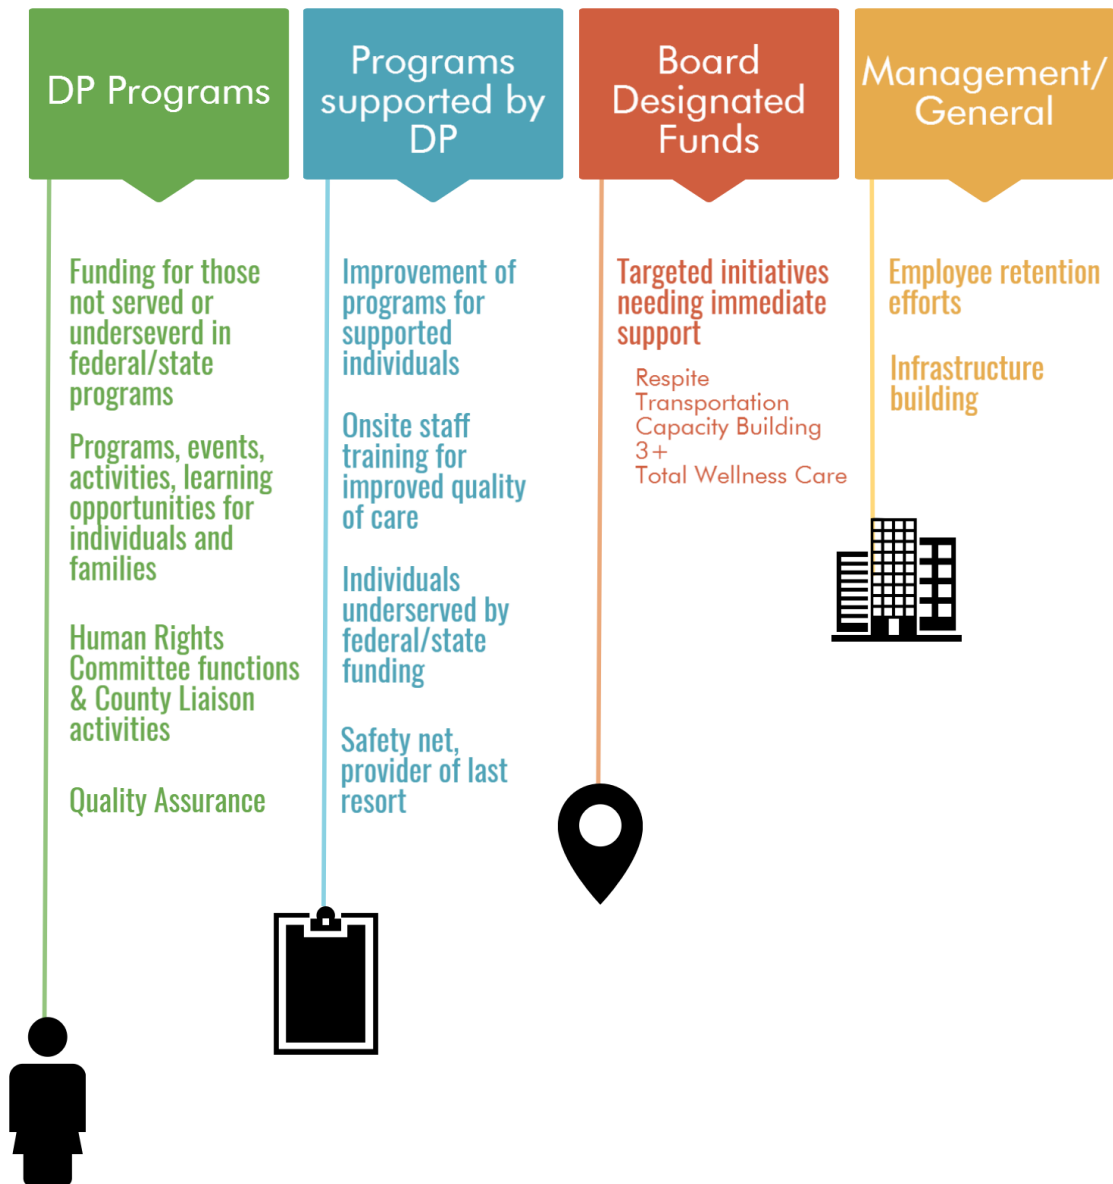 DP Programs
Programs
supported by
DP
Board
Designated
Funds
Management/
General
Funding for those
not served or
underseverd in
federal/state
programs
Programs, events,
activities, learning
opportunities for
individuals and
families
Human Rights
Committee functions
& County Liaison
activities
Quality Assurance
Improvement of
programs for
supported
individuals
Onsite staff
training for
improved quality
of care
Individuals
underserved by
federal/state
funding
Safety net,
provider of last
resort
Targeted initiatives
needing immediate
support
Respite
Transportation
Capacity Building
3+
Total Wellness Care
Employee retention
efforts
Infrastructure
building